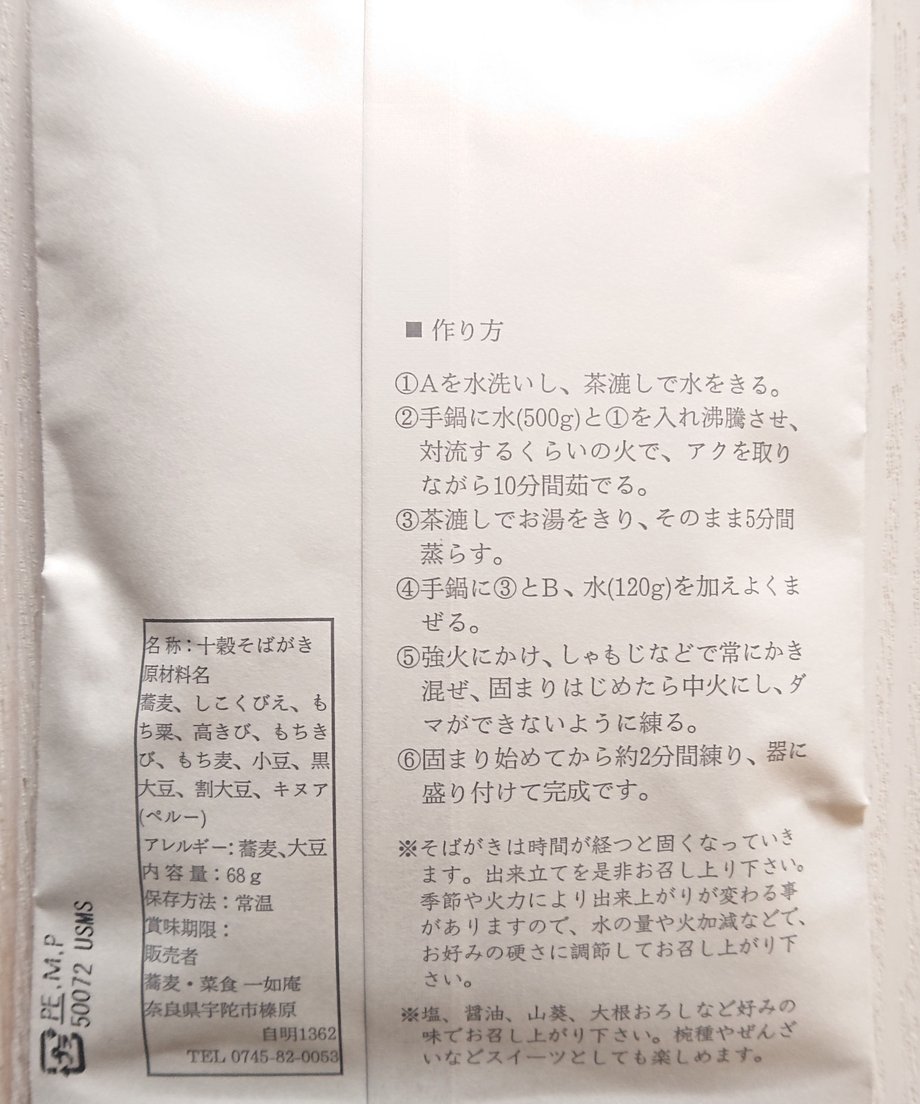 ■ 作り方
①Aを水洗いし、茶漉しで水をきる。
②手鍋に水(500g)と①を入れ沸騰させ、
対流するくらいの火で、アクを取り
ながら10分間茹でる。
③茶漉しでお湯をきり、そのまま5分間
蒸らす。
④手鍋に③とB、水(120g)を加えよくま
ぜる。
⑤強火にかけ、しゃもじなどで常にかき
混ぜ、固まりはじめたら中火にし、ダ
マができないように練る。
⑥固まり始めてから約2分間練り、器に
盛り付けて完成です。
※そばがきは時間が経つと固くなっていき
ます。出来立てを是非お召し上り下さい。
季節や火力により出来上がりが変わる事
がありますので、水の量や火加減などで、
お好みの硬さに調節してお召し上がり下
さい。
※塩、醤油、山葵、大根おろしなど好みの
味でお召し上がり下さい。椀種やぜんざ
いなどスイーツとしても楽しめます。
名称：十穀そばがき
原材料名
蕎麦、しこくびえ、も
ち粟、高きび、もちき
び、もち麦、小豆、黒
大豆、割大豆、キヌア
(ペルー)
アレルギー：蕎麦、大豆
内容量：68g
保存方法：常温
賞味期限：
販売者
蕎麦・菜食 一如庵
奈良県宇陀市榛原
自明1362
TEL 0745-82-0053
PE,M,P
50072 USMS